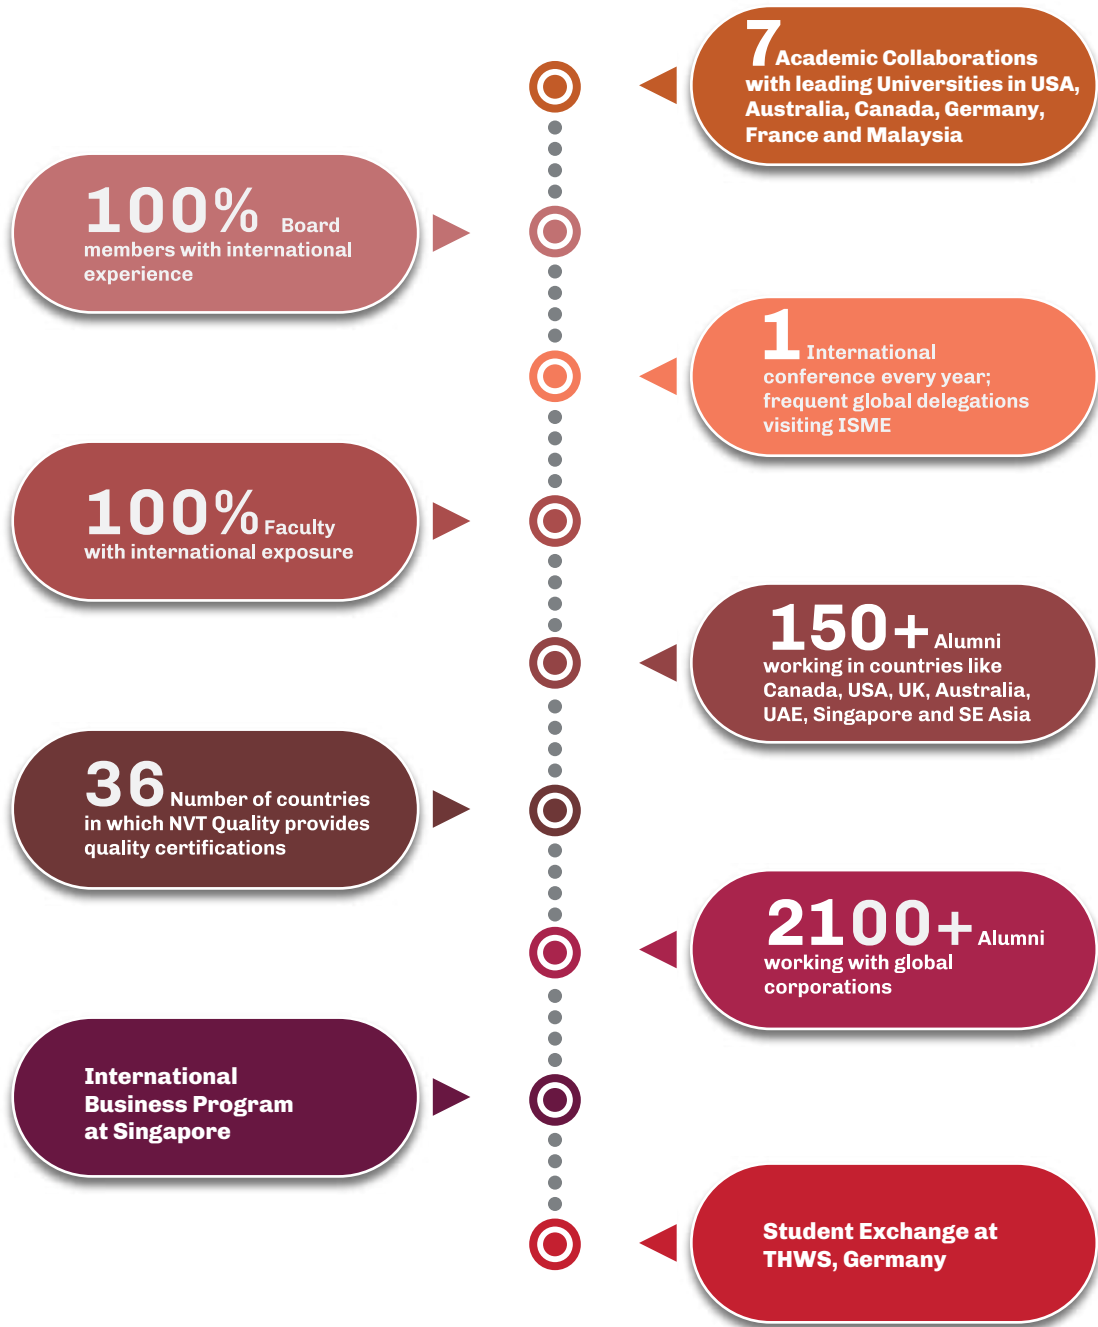 7 Academic Collaborations
with leading Universities in USA,
Australia, Canada, Germany,
France and Malaysia
100% Board
members with international
experience
1 International
conference every year;
frequent global delegations
visiting ISME
100% Faculty
with international exposure
150+ Alumni
working in countries like
Canada, USA, UK, Australia,
UAE, Singapore and SE Asia
36 Number of countries
in which NVT Quality provides
quality certifications
2100+ Alumni
working with global
corporations
International
Business Program
at Singapore
Student Exchange at
THWS, Germany